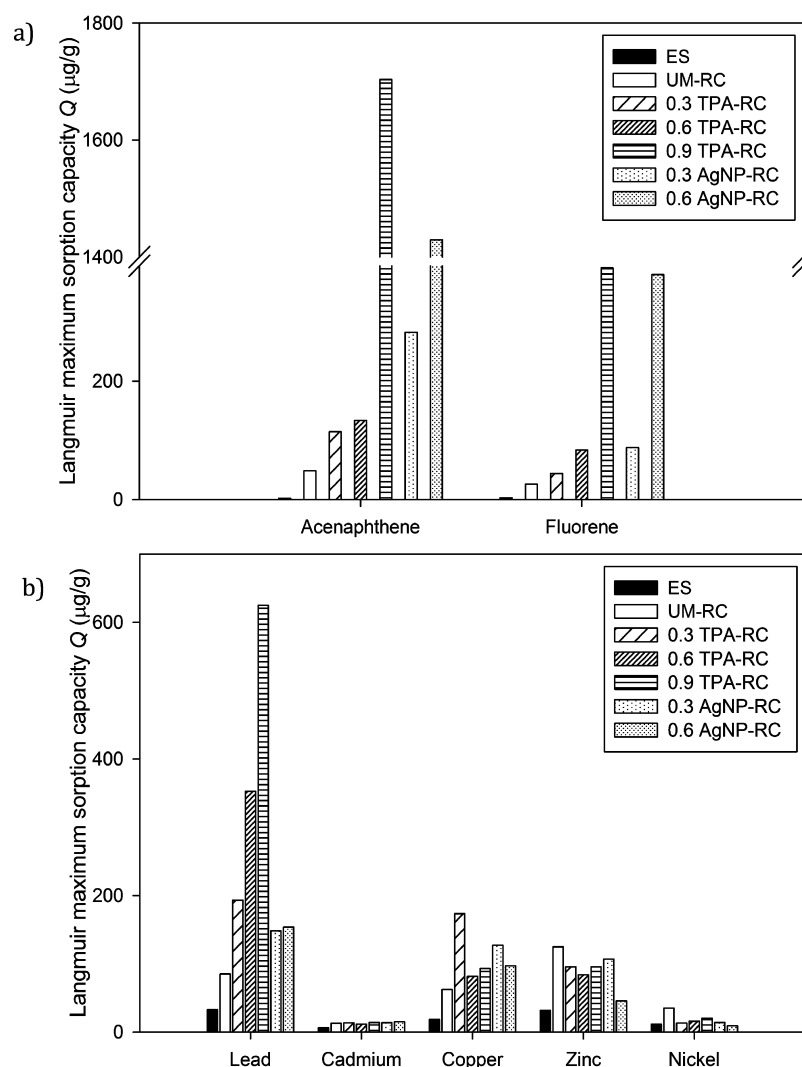 a)
Langmuir maximum sorption capacity Q (μg/g)
1800
1600
1400
200
0
ES
UM-RC
0.3 TPA-RC
0.6 TPA-RC
0.9 TPA-RC
0.3 AgNP-RC
0.6 AgNP-RC
Acenaphthene Fluorene
b)
Langmuir maximum sorption capacity Q (μg/g)
600
400
200
0
ES
UM-RC
0.3 TPA-RC
0.6 TPA-RC
0.9 TPA-RC
0.3 AgNP-RC
0.6 AgNP-RC
Lead Cadmium Copper Zinc Nickel